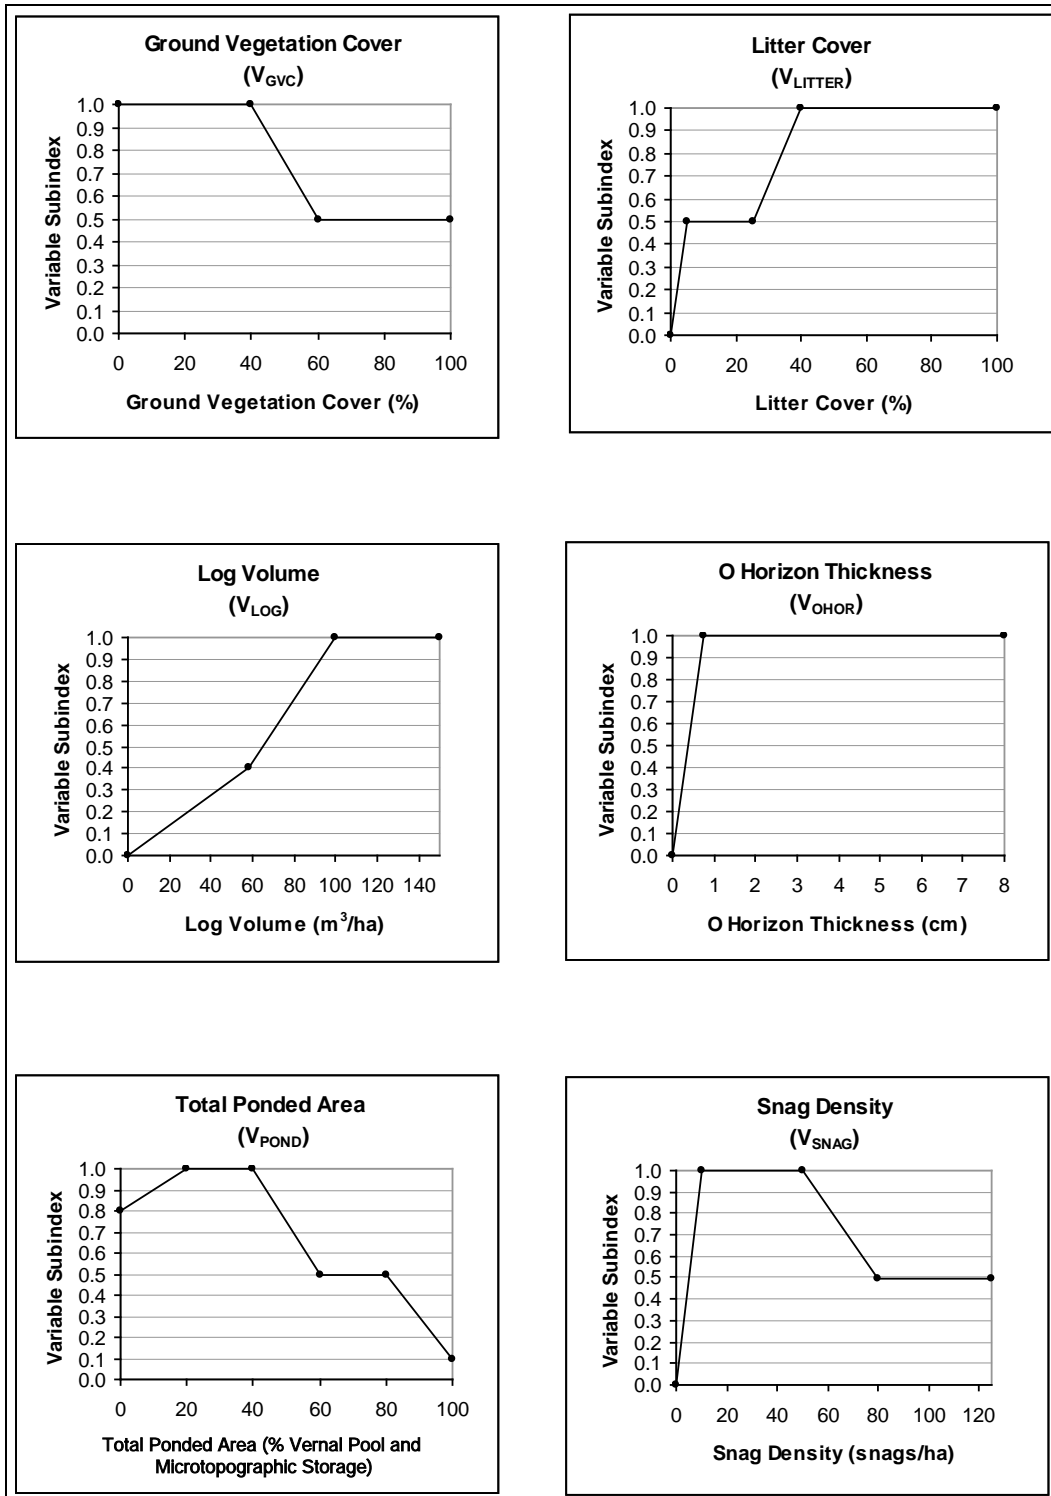 Ground Vegetation Cover
(V_GVC)
Variable Subindex
1.0
0.9
0.8
0.7
0.6
0.5
0.4
0.3
0.2
0.1
0.0
0 20 40 60 80 100
Ground Vegetation Cover (%)
Litter Cover
(V_LITTER)
Variable Subindex
1.0
0.9
0.8
0.7
0.6
0.5
0.4
0.3
0.2
0.1
0.0
0 20 40 60 80 100
Litter Cover (%)
Log Volume
(V_LOG)
Variable Subindex
1.0
0.9
0.8
0.7
0.6
0.5
0.4
0.3
0.2
0.1
0.0
0 20 40 60 80 100 120 140
Log Volume (m³/ha)
O Horizon Thickness
(V_OHOR)
Variable Subindex
1.0
0.9
0.8
0.7
0.6
0.5
0.4
0.3
0.2
0.1
0.0
0 1 2 3 4 5 6 7 8
O Horizon Thickness (cm)
Total Ponded Area
(V_POND)
Variable Subindex
1.0
0.9
0.8
0.7
0.6
0.5
0.4
0.3
0.2
0.1
0.0
0 20 40 60 80 100
Total Ponded Area (% Vernal Pool and
Microtopographic Storage)
Snag Density
(V_SNAG)
Variable Subindex
1.0
0.9
0.8
0.7
0.6
0.5
0.4
0.3
0.2
0.1
0.0
0 20 40 60 80 100 120
Snag Density (snags/ha)